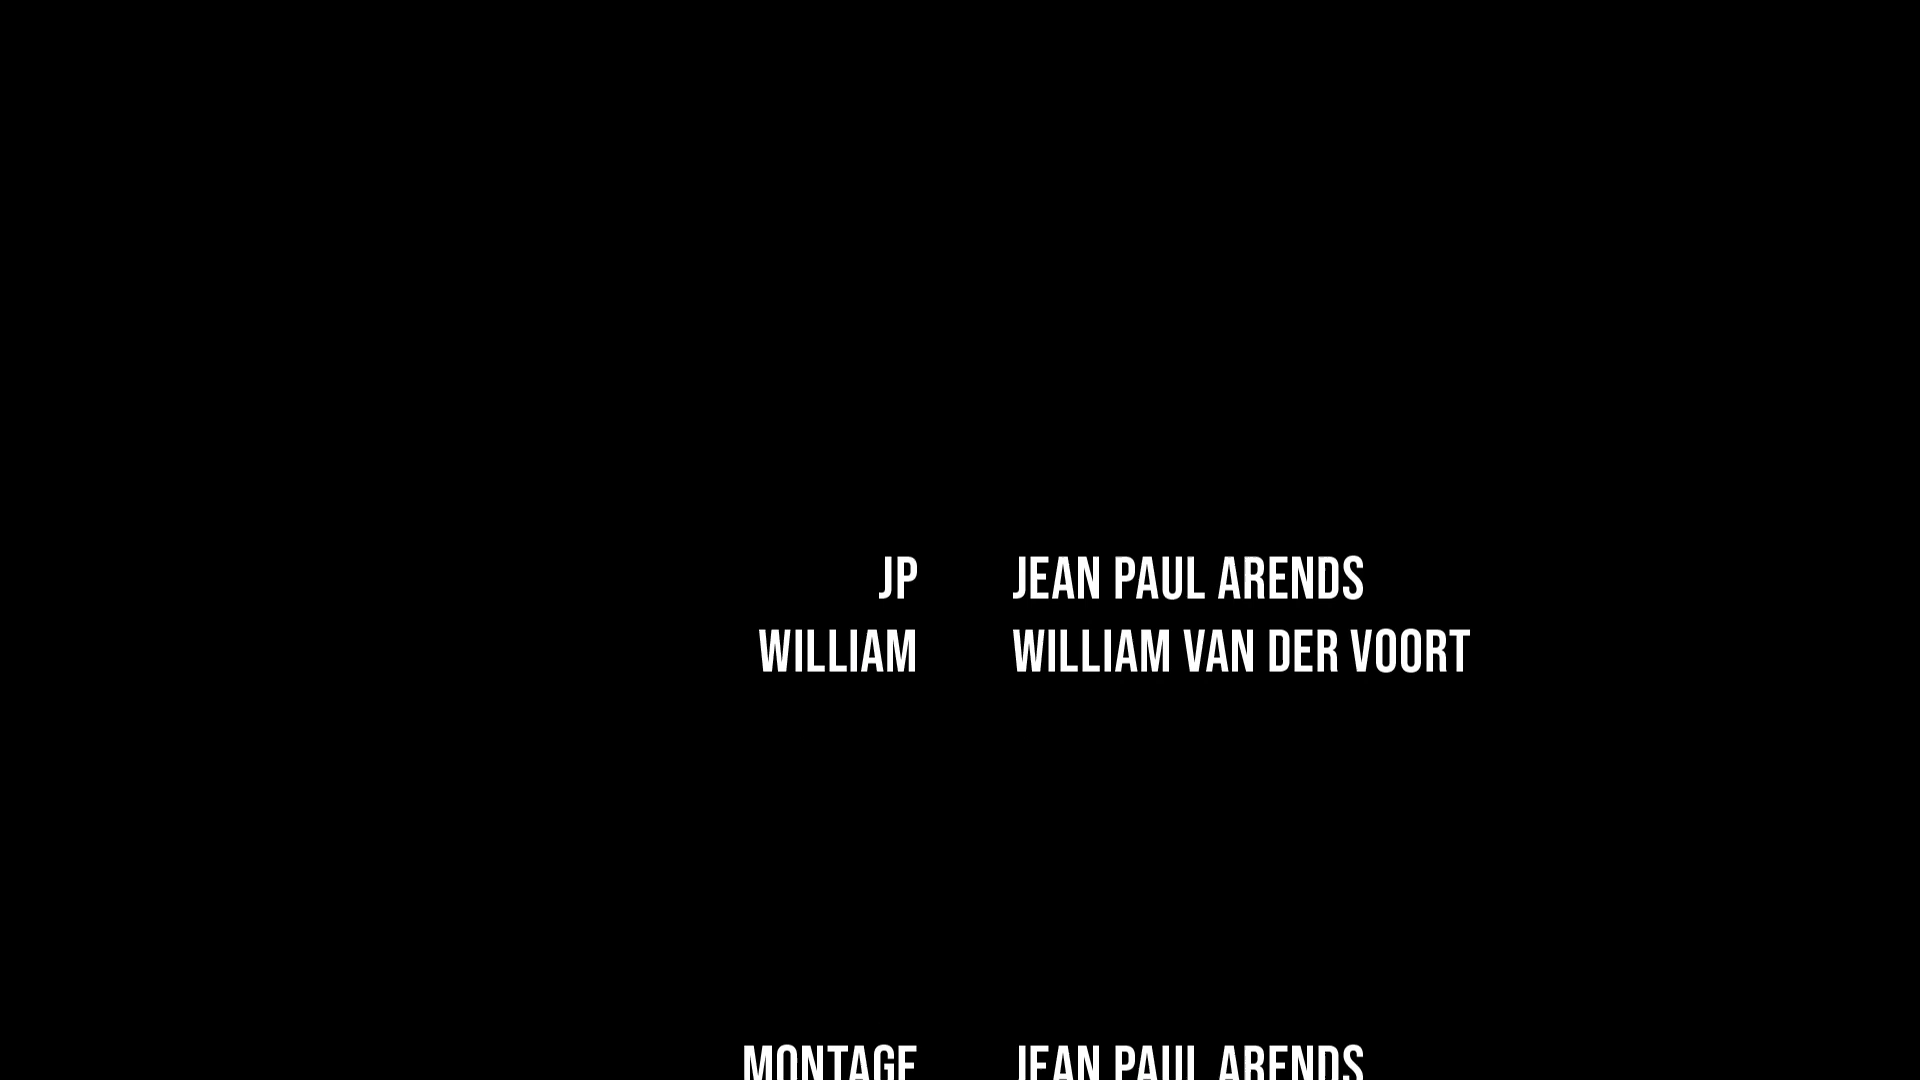 JP JEAN PAUL ARENDS
WILLIAM WILLIAM VAN DER VOORT
MONTAGE JEAN PAUL ARENDS